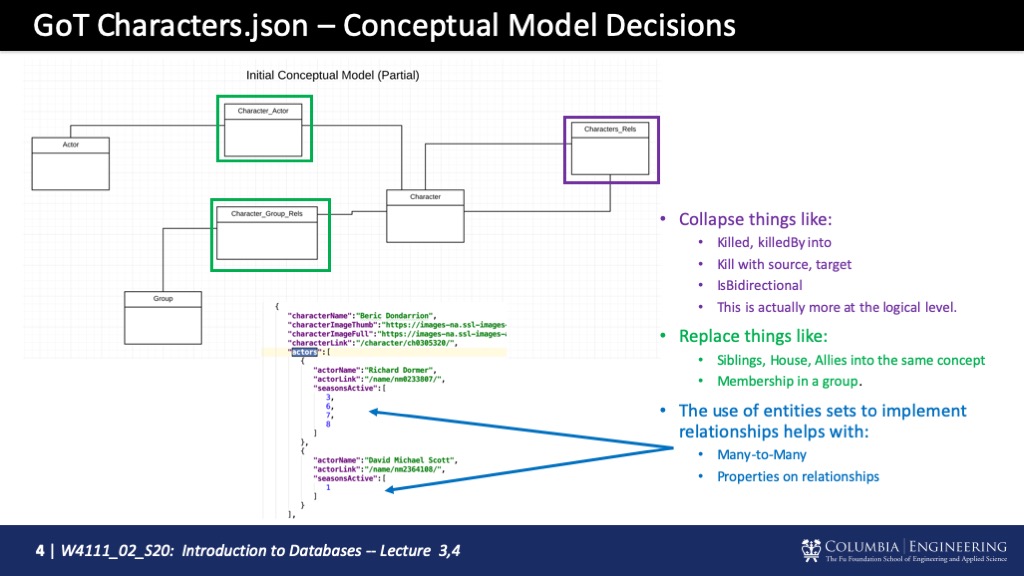 GoT Characters.json – Conceptual Model Decisions
Initial Conceptual Model (Partial)
Character_Actor
Characters_Rels
Actor
Character
Character_Group_Rels
Group
• Collapse things like:
• Killed, killedBy into
• Kill with source, target
• IsBidirectional
• This is actually more at the logical level.
• Replace things like:
• Siblings, House, Allies into the same concept
• Membership in a group.
• The use of entities sets to implement
relationships helps with:
• Many-to-Many
• Properties on relationships
{
"characterName":"Beric Dondarrion",
"characterImageThumb":"https://images-na.ssl-images-
"characterImageFull":"https://images-na.ssl-images-
"characterLink":"/character/ch0305320/",
"actors":[
{
"actorName":"Richard Dormer",
"actorLink":"/name/nm0233807/",
"seasonsActive":[
3,
6,
7,
8
]
},
{
"actorName":"David Michael Scott",
"actorLink":"/name/nm2364108/",
"seasonsActive":[
1
]
}
],
4 | W4111_02_S20: Introduction to Databases -- Lecture 3,4
COLUMBIA | ENGINEERING
The Fu Foundation School of Engineering and Applied Science